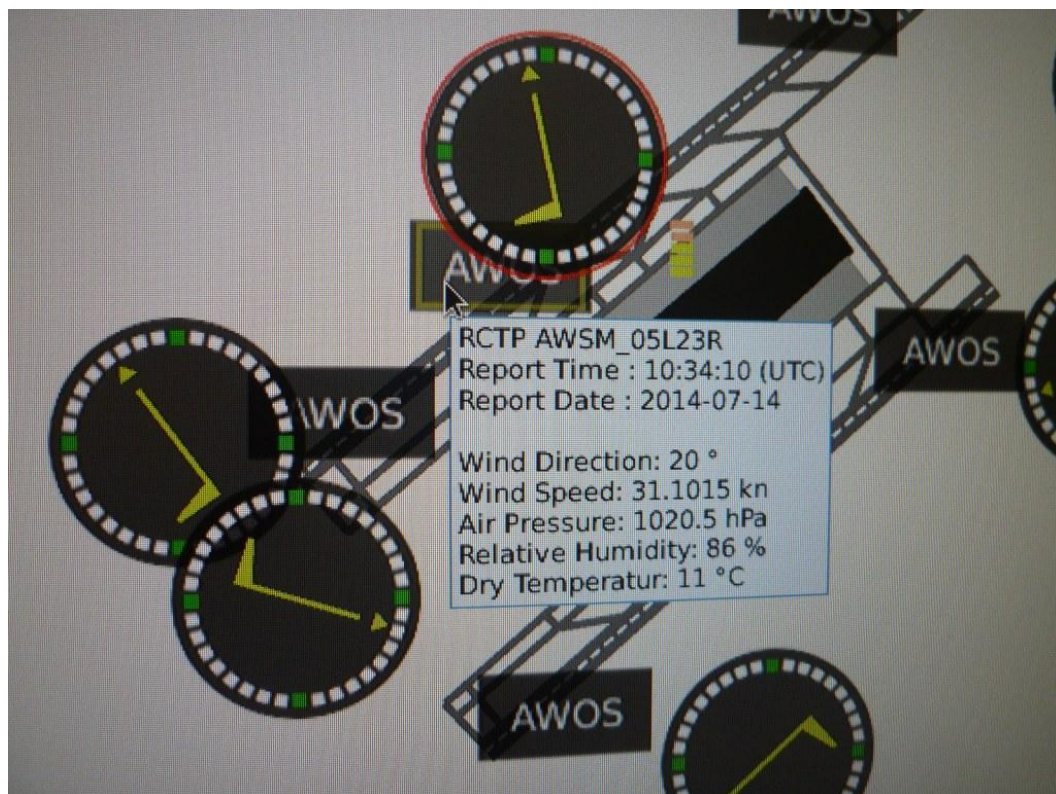 AWOS
AWOS
RCTP AWSM_05L23R
Report Time : 10:34:10 (UTC)
Report Date : 2014-07-14
Wind Direction: 20 °
Wind Speed: 31.1015 kn
Air Pressure: 1020.5 hPa
Relative Humidity: 86 %
Dry Temperatur: 11 °C
AWOS
AWOS
AWOS